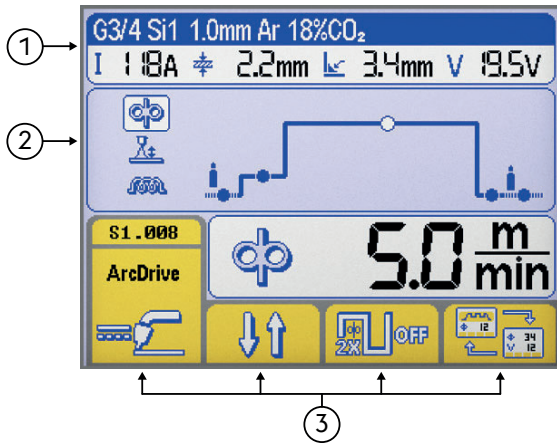 G3/4 Si1 1.0mm Ar 18%CO₂
I 118A 2.2mm 3.4mm V 19.5V
1
2
S1.008
ArcDrive
5.0 m/min
2X OFF
12
Φ 34
V 12
3